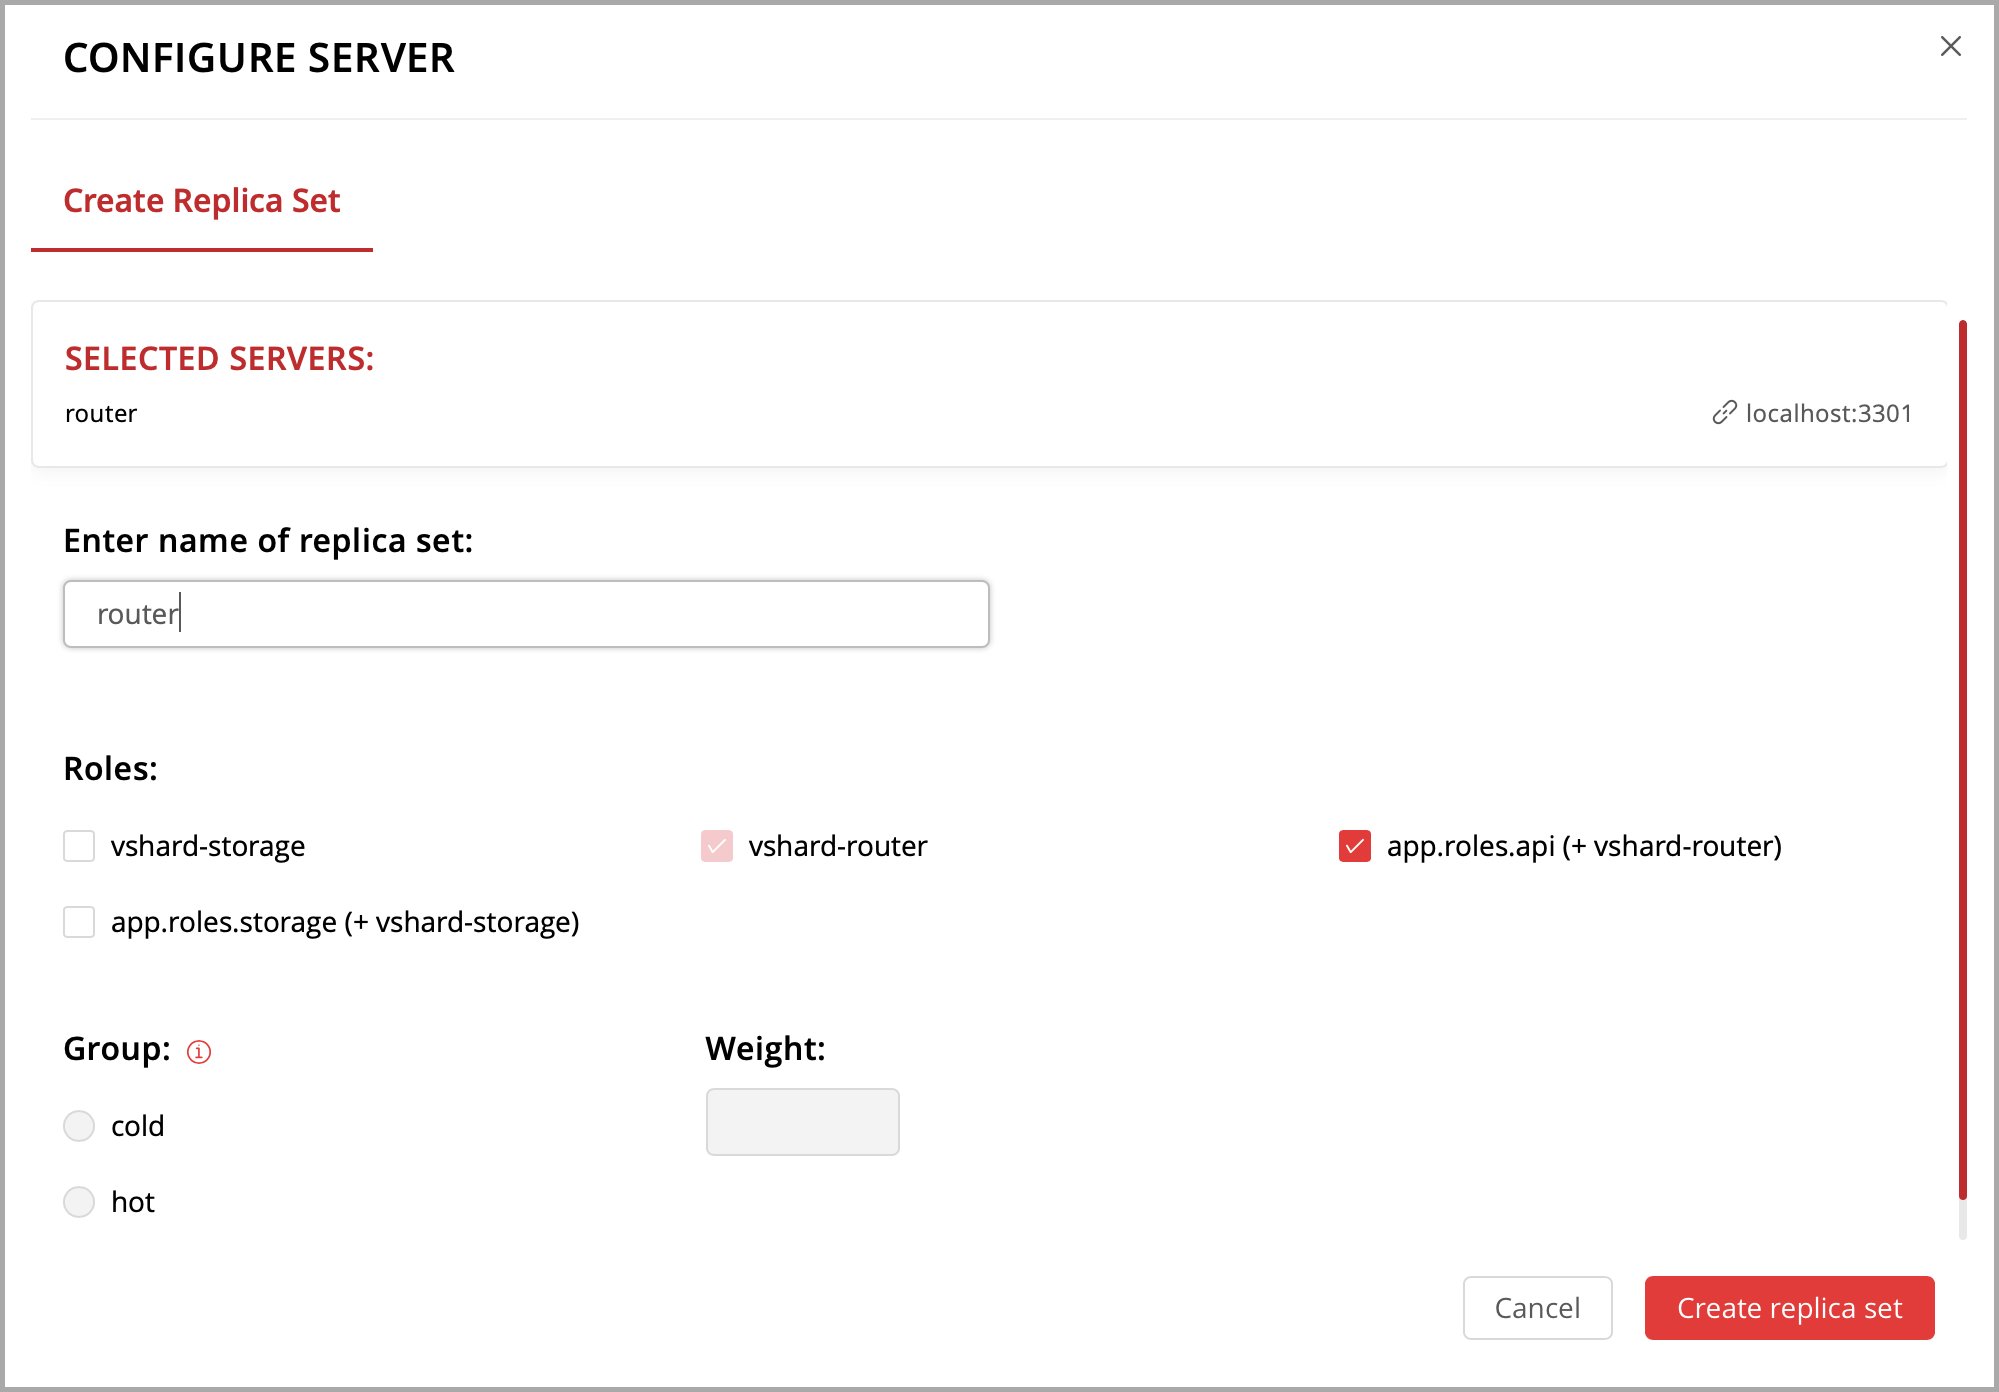 CONFIGURE SERVER
Create Replica Set
SELECTED SERVERS:
router localhost:3301
Enter name of replica set:
router
Roles:
vshard-storage vshard-router app.roles.api (+ vshard-router)
app.roles.storage (+ vshard-storage)
Group: Weight:
cold
hot
Cancel Create replica set